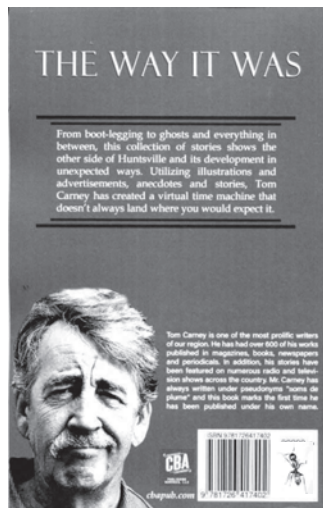 THE WAY IT WAS
From boot-legging to ghosts and everything in
between, this collection of stories shows the
other side of Huntsville and its development in
unexpected ways. Utilizing illustrations and
advertisements, anecdotes and stories, Tom
Carney has created a virtual time machine that
doesn't always land where you would expect it.
Tom Carney is one of the most prolific writers
of our region. He has had over 600 of his works
published in magazines, books, newspapers
and periodicals. in addition, his stories have
been featured on numerous radio and televi-
sion shows across the country. Mr. Carney has
always written under pseudonyms "soms de
plume" and this book marks the first time he
has been published under his own name.
CBA
cbapub.com
ISBN 9781726417402
9 781726 417402